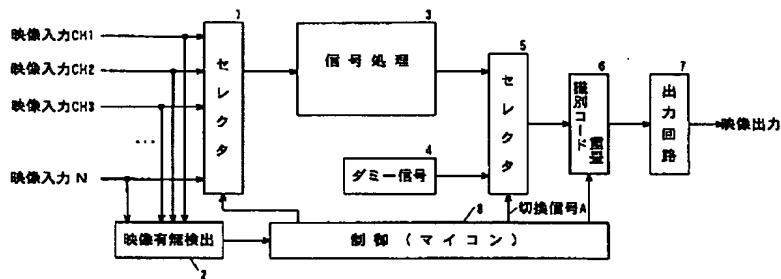 映像入力CH1
映像入力CH2
映像入力CH3
…
映像入力 N
1
セレクタ
3
信号処理
4
ダミー信号
5
セレクタ
6
識別コード重畳
7
出力回路
映像出力
切換信号A
8
制御(マイコン)
映像有無検出
2